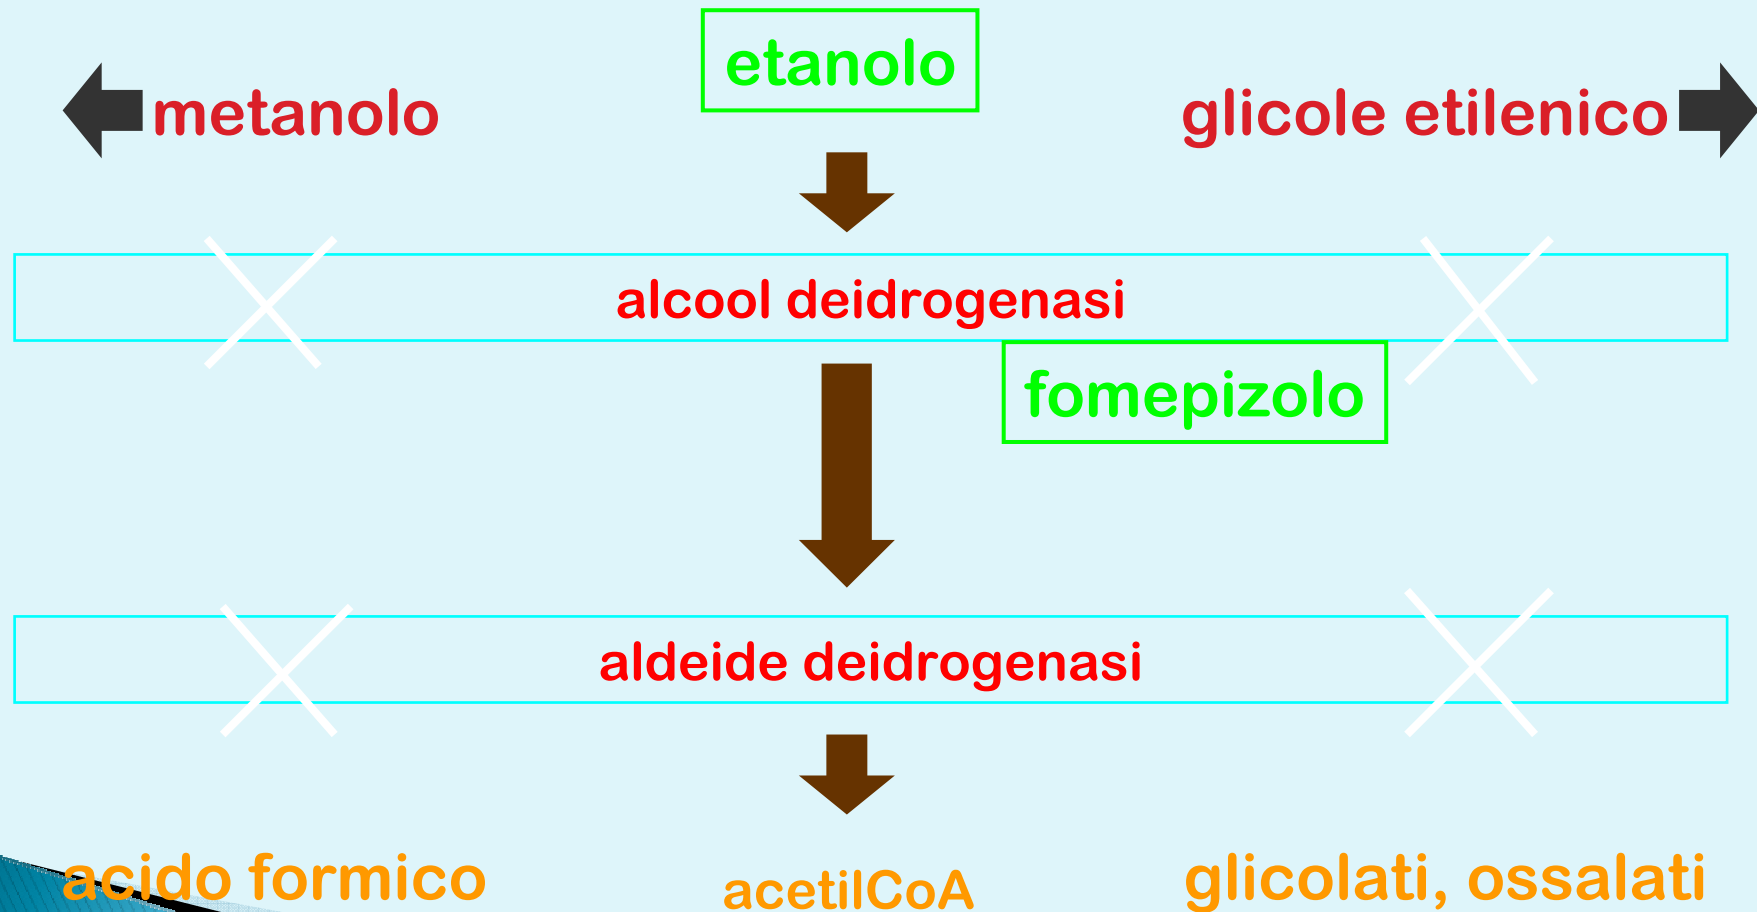 etanolo
metanolo
glicole etilenico
alcool deidrogenasi
fomepizolo
aldeide deidrogenasi
acido formico
acetilCoA
glicolati, ossalati